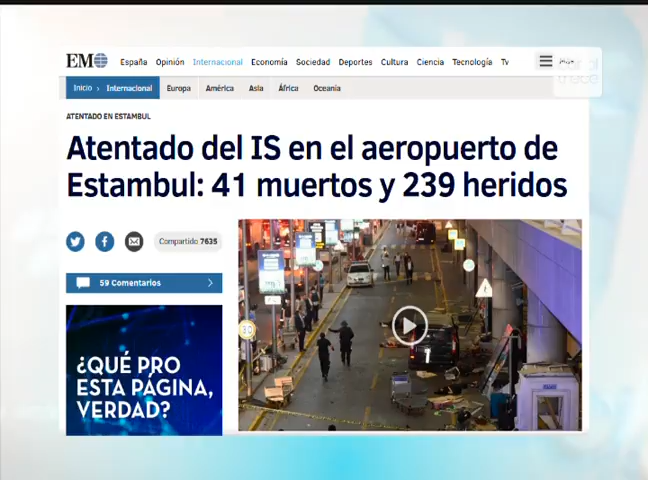 EM
España Opinión Internacional Economía Sociedad Deportes Cultura Ciencia Tecnología Tv
Inicio › Internacional Europa América Asia África Oceanía
ATENTADO EN ESTAMBUL
Atentado del IS en el aeropuerto de
Estambul: 41 muertos y 239 heridos
Compartido 7635
59 Comentarios
¿QUÉ PRO
ESTA PÁGINA,
VERDAD?